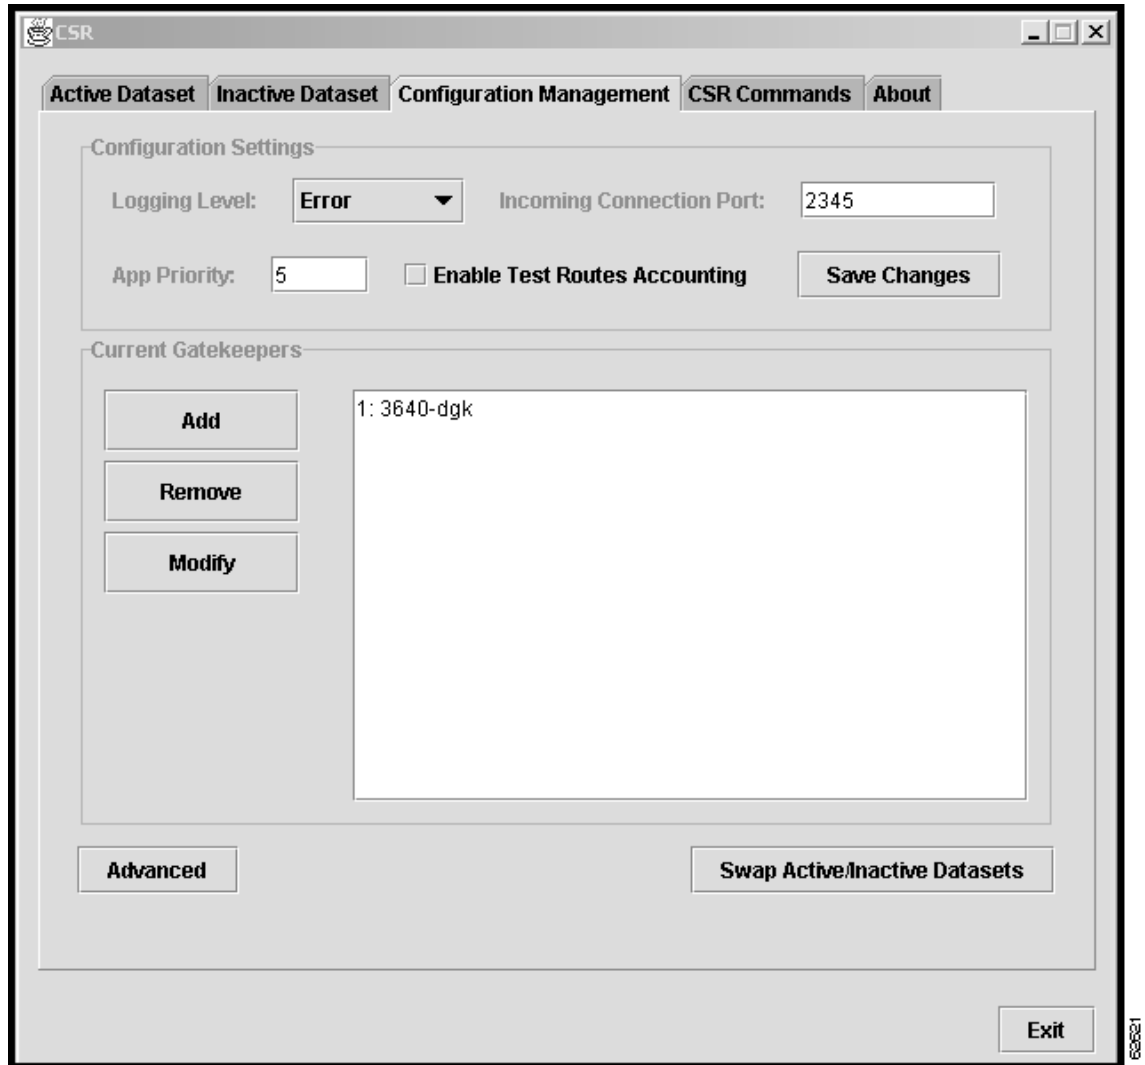 CSR
Active Dataset Inactive Dataset Configuration Management CSR Commands About
Configuration Settings
Logging Level: Error Incoming Connection Port: 2345
App Priority: 5 Enable Test Routes Accounting Save Changes
Current Gatekeepers
Add
1: 3640-dgk
Remove
Modify
Advanced Swap Active/Inactive Datasets
Exit
62621